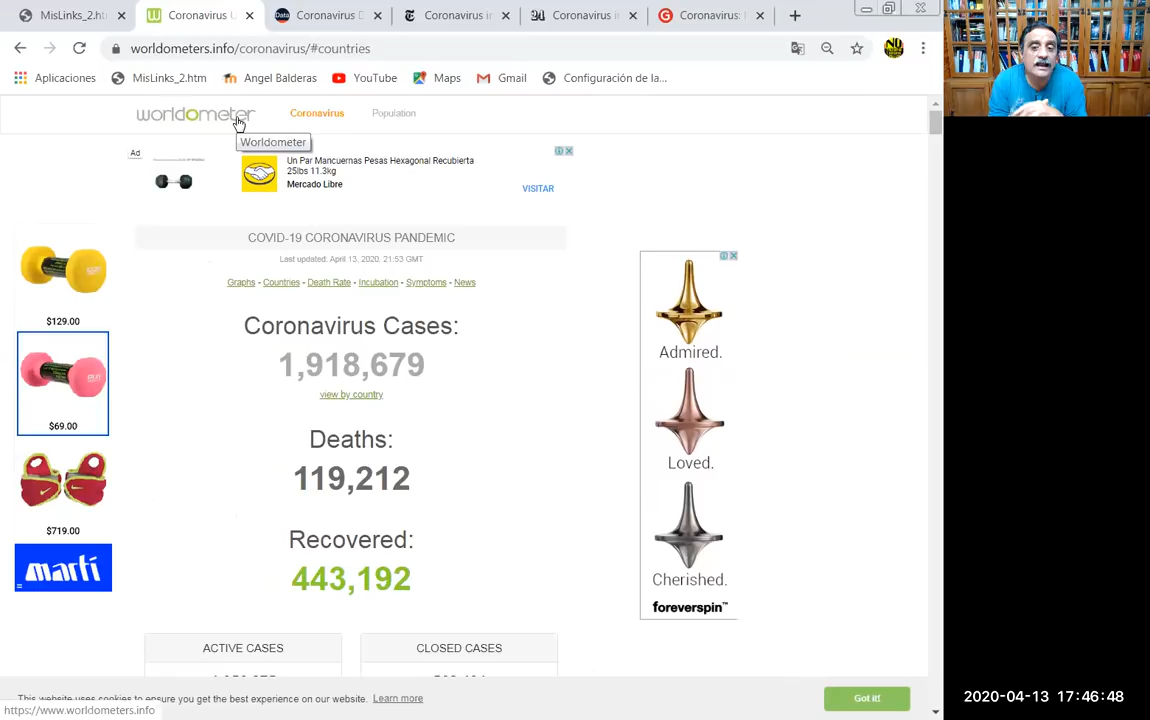 MisLinks_2.ht
Coronavirus U
Coronavirus D
Coronavirus in
Coronavirus in
Coronavirus:
worldometers.info/coronavirus/#countries
Aplicaciones
MisLinks_2.htm
Angel Balderas
YouTube
Maps
Gmail
Configuración de la...
worldometer
Coronavirus
Population
Worldometer
Ad
Un Par Mancuernas Pesas Hexagonal Recubierta
25lbs 11.3kg
Mercado Libre
VISITAR
COVID-19 CORONAVIRUS PANDEMIC
Last updated: April 13, 2020, 21:53 GMT
Graphs - Countries - Death Rate - Incubation - Symptoms - News
Coronavirus Cases:
1,918,679
view by country
Deaths:
119,212
Recovered:
443,192
$129.00
$69.00
$719.00
martí
Admired.
Loved.
Cherished.
foreverspin™
ACTIVE CASES
CLOSED CASES
This website uses cookies to ensure you get the best experience on our website. Learn more
Got it!
https://www.worldometers.info
2020-04-13 17:46:48